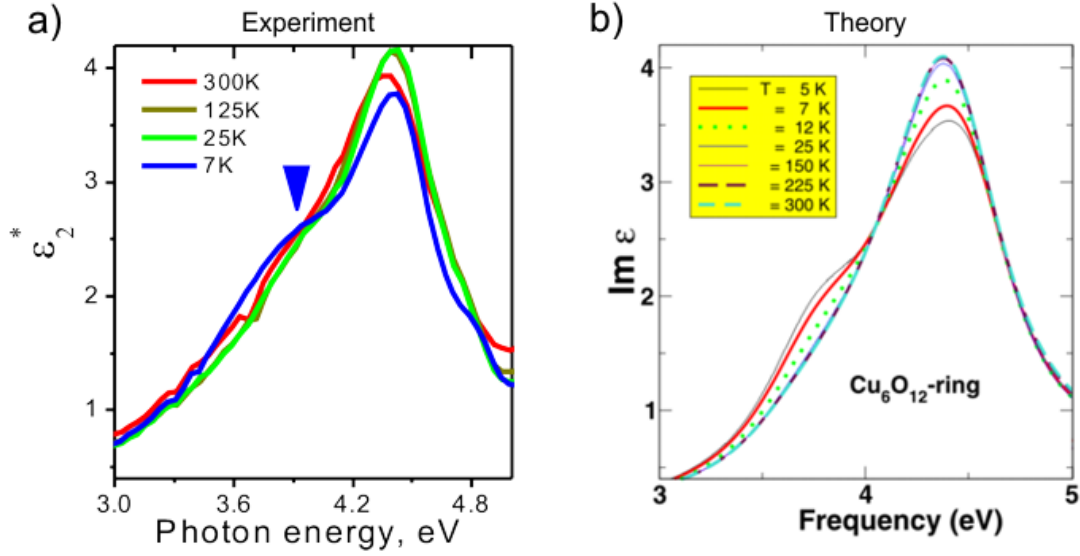 a)
Experiment
4
3
2
1
ε2*
300K
125K
25K
7K
3.0
3.6
4.2
4.8
Photon energy, eV
b)
Theory
4
3
2
1
Im ε
T = 5 K
= 7 K
= 12 K
= 25 K
= 150 K
= 225 K
= 300 K
Cu6O12-ring
3
4
5
Frequency (eV)